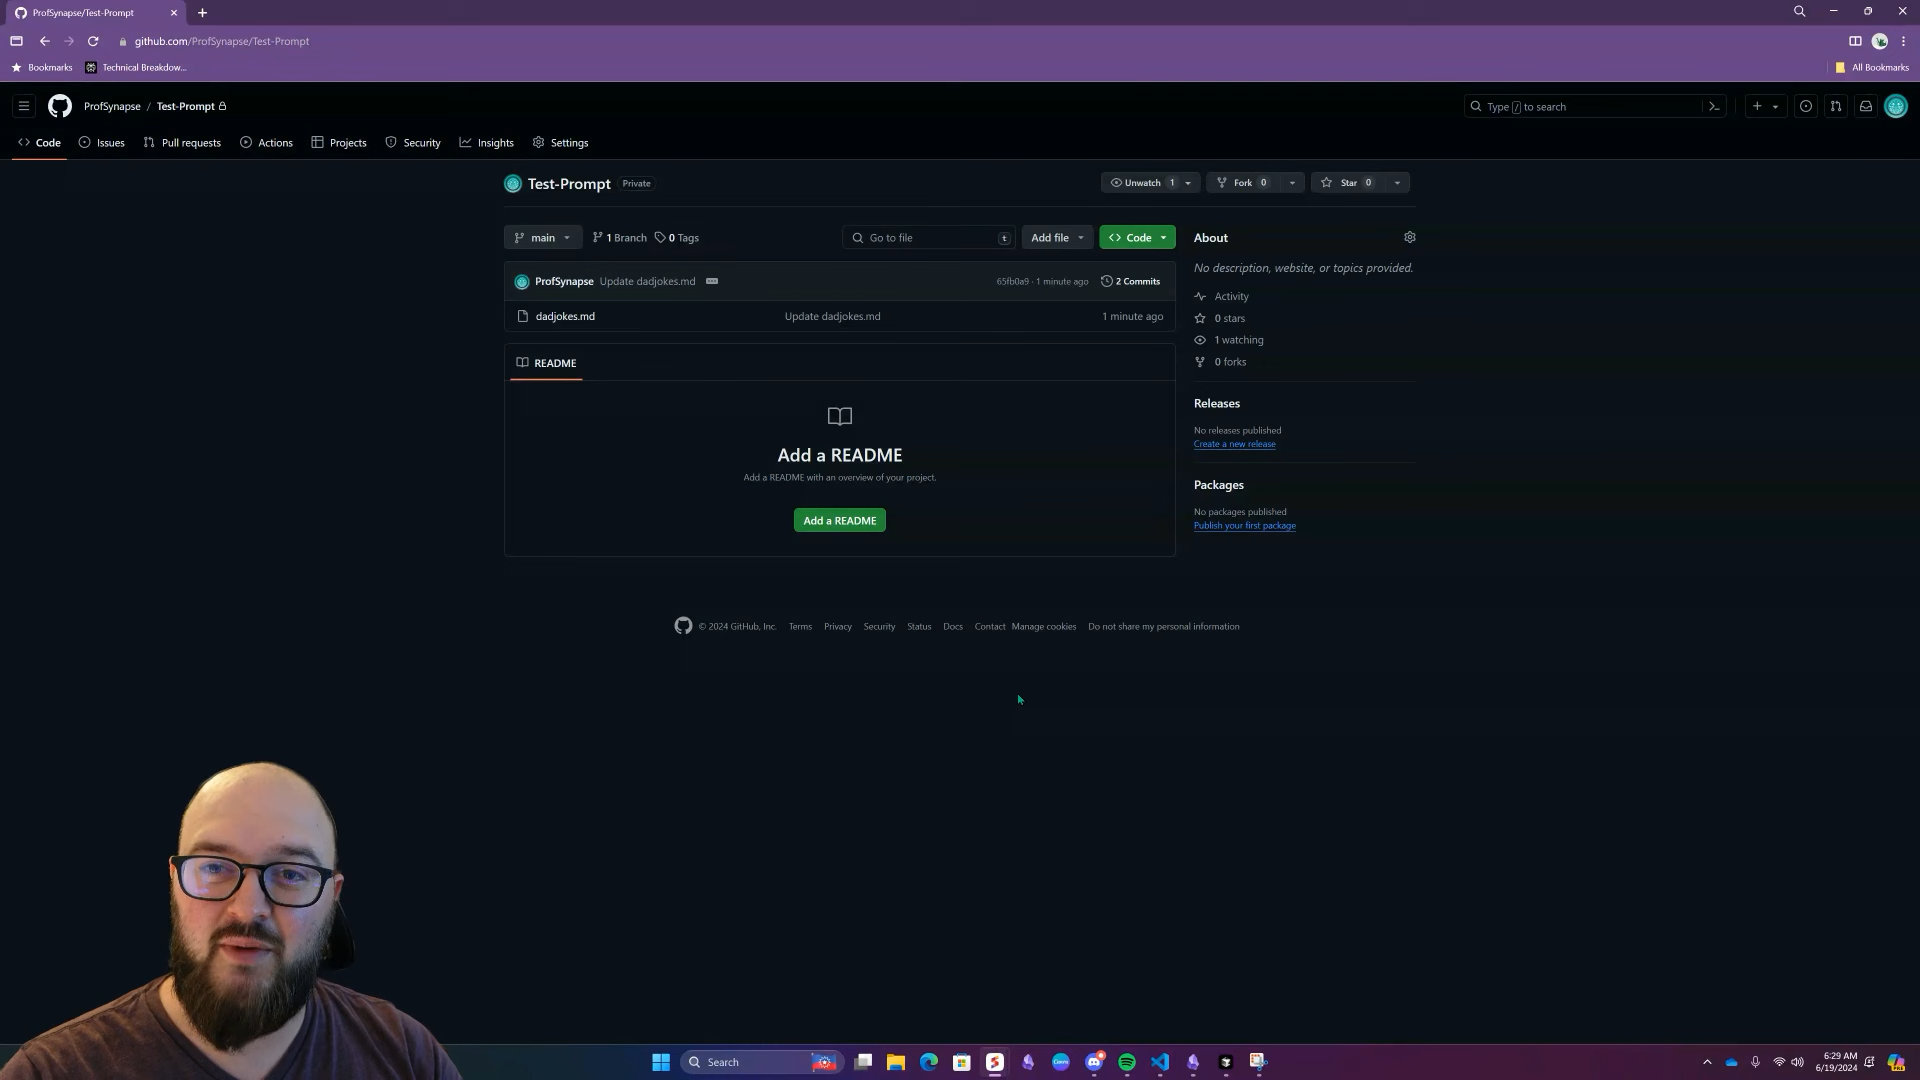 ProfSynapse/Test-Prompt
github.com/ProfSynapse/Test-Prompt
Bookmarks
Technical Breakdow...
All Bookmarks
ProfSynapse / Test-Prompt
Type / to search
Code
Issues
Pull requests
Actions
Projects
Security
Insights
Settings
Test-Prompt
Private
Unwatch 1
Fork 0
Star 0
main
1 Branch
0 Tags
Go to file
t
Add file
Code
About
ProfSynapse Update dadjokes.md
65fb0a9 · 1 minute ago
2 Commits
No description, website, or topics provided.
dadjokes.md
Update dadjokes.md
1 minute ago
Activity
0 stars
1 watching
0 forks
README
Add a README
Add a README with an overview of your project.
Add a README
Releases
No releases published
Create a new release
Packages
No packages published
Publish your first package
© 2024 GitHub, Inc.
Terms
Privacy
Security
Status
Docs
Contact
Manage cookies
Do not share my personal information
Search
6:29 AM
6/19/2024